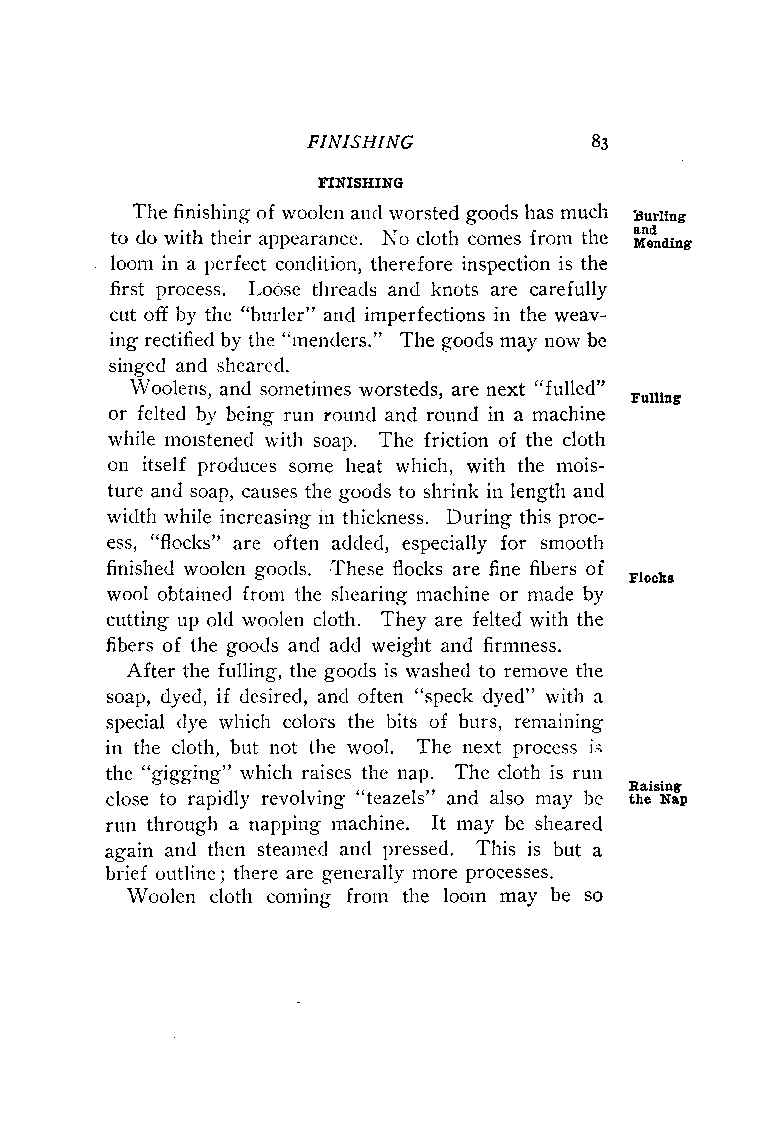 FINISHING 83
FINISHING
The finishing of woolen and worsted goods has much
to do with their appearance. No cloth comes from the
loom in a perfect condition, therefore inspection is the
first process. Loose threads and knots are carefully
cut off by the "burler" and imperfections in the weav-
ing rectified by the "menders." The goods may now be
singed and sheared.
Burling
and
Mending
Woolens, and sometimes worsteds, are next "fulled"
or felted by being run round and round in a machine
while moistened with soap. The friction of the cloth
on itself produces some heat which, with the mois-
ture and soap, causes the goods to shrink in length and
width while increasing in thickness. During this proc-
ess, "flocks" are often added, especially for smooth
finished woolen goods. These flocks are fine fibers of
wool obtained from the shearing machine or made by
cutting up old woolen cloth. They are felted with the
fibers of the goods and add weight and firmness.
Fulling
Flocks
After the fulling, the goods is washed to remove the
soap, dyed, if desired, and often "speck dyed" with a
special dye which colors the bits of burs, remaining
in the cloth, but not the wool. The next process is
the "gigging" which raises the nap. The cloth is run
close to rapidly revolving "teazels" and also may be
run through a napping machine. It may be sheared
again and then steamed and pressed. This is but a
brief outline; there are generally more processes.
Raising
the Nap
Woolen cloth coming from the loom may be so